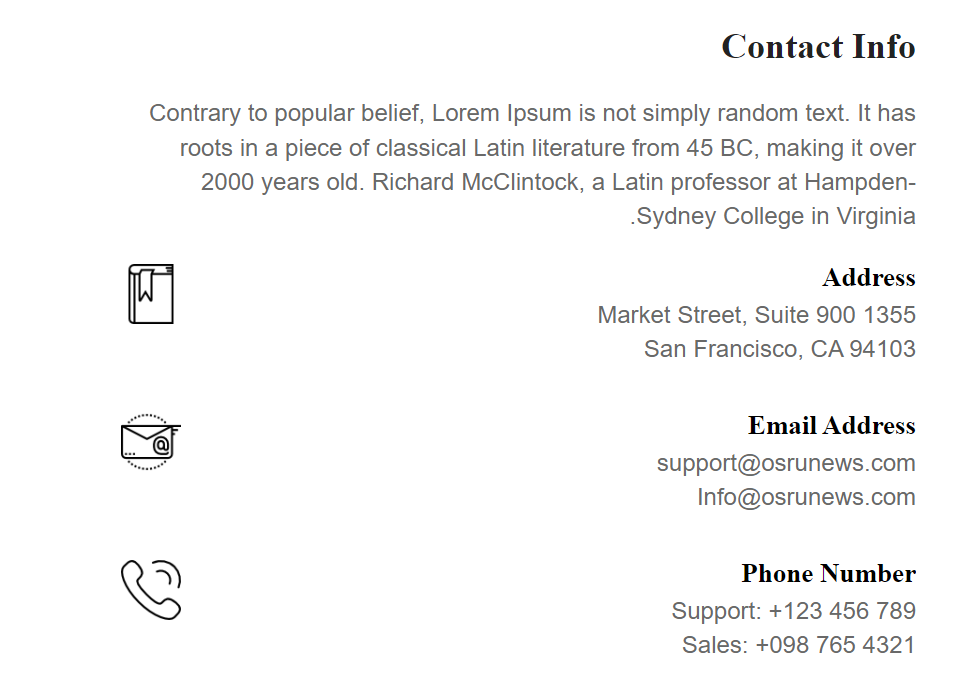 Contact Info
Contrary to popular belief, Lorem Ipsum is not simply random text. It has
roots in a piece of classical Latin literature from 45 BC, making it over
2000 years old. Richard McClintock, a Latin professor at Hampden-
.Sydney College in Virginia
Address
Market Street, Suite 900 1355
San Francisco, CA 94103
Email Address
support@osrunews.com
Info@osrunews.com
Phone Number
Support: +123 456 789
Sales: +098 765 4321